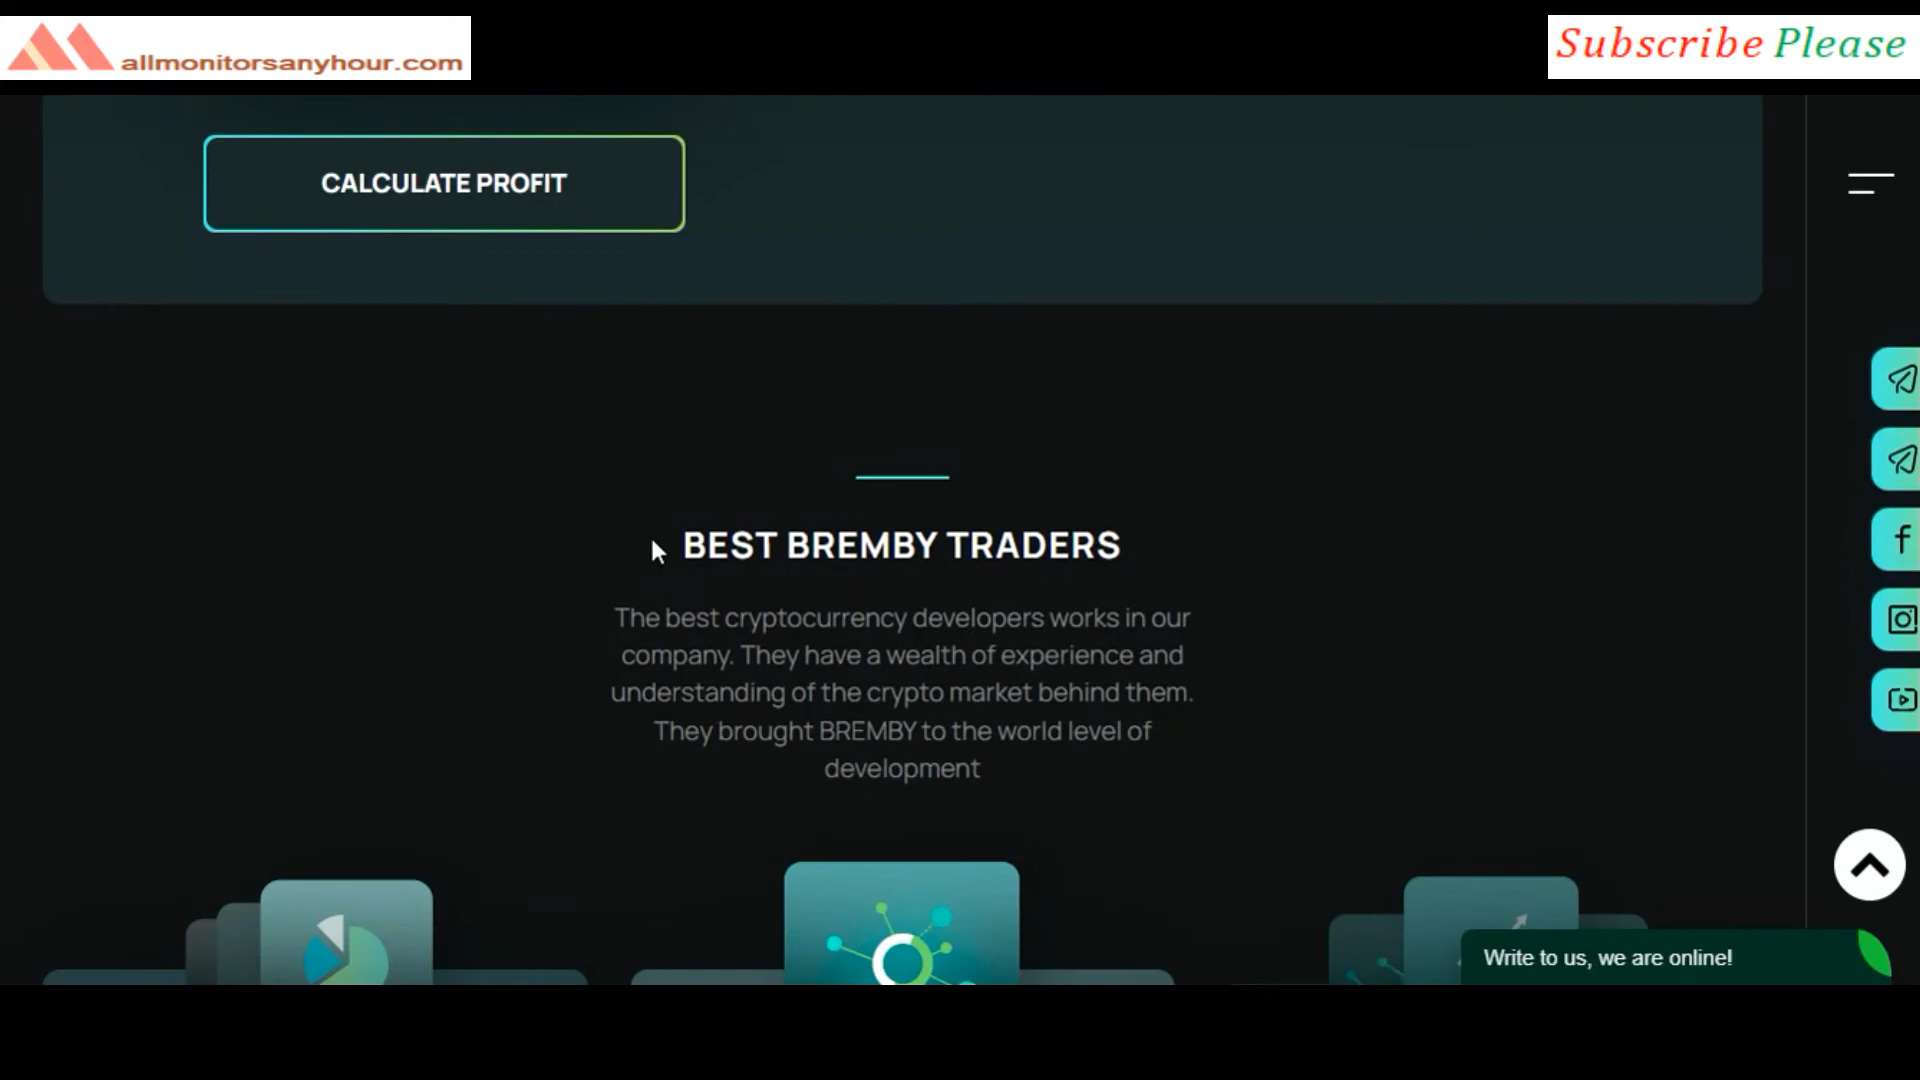 allmonitorsanyhour.com
Subscribe Please
CALCULATE PROFIT
BEST BREMBY TRADERS
The best cryptocurrency developers works in our
company. They have a wealth of experience and
understanding of the crypto market behind them.
They brought BREMBY to the world level of
development
Write to us, we are online!